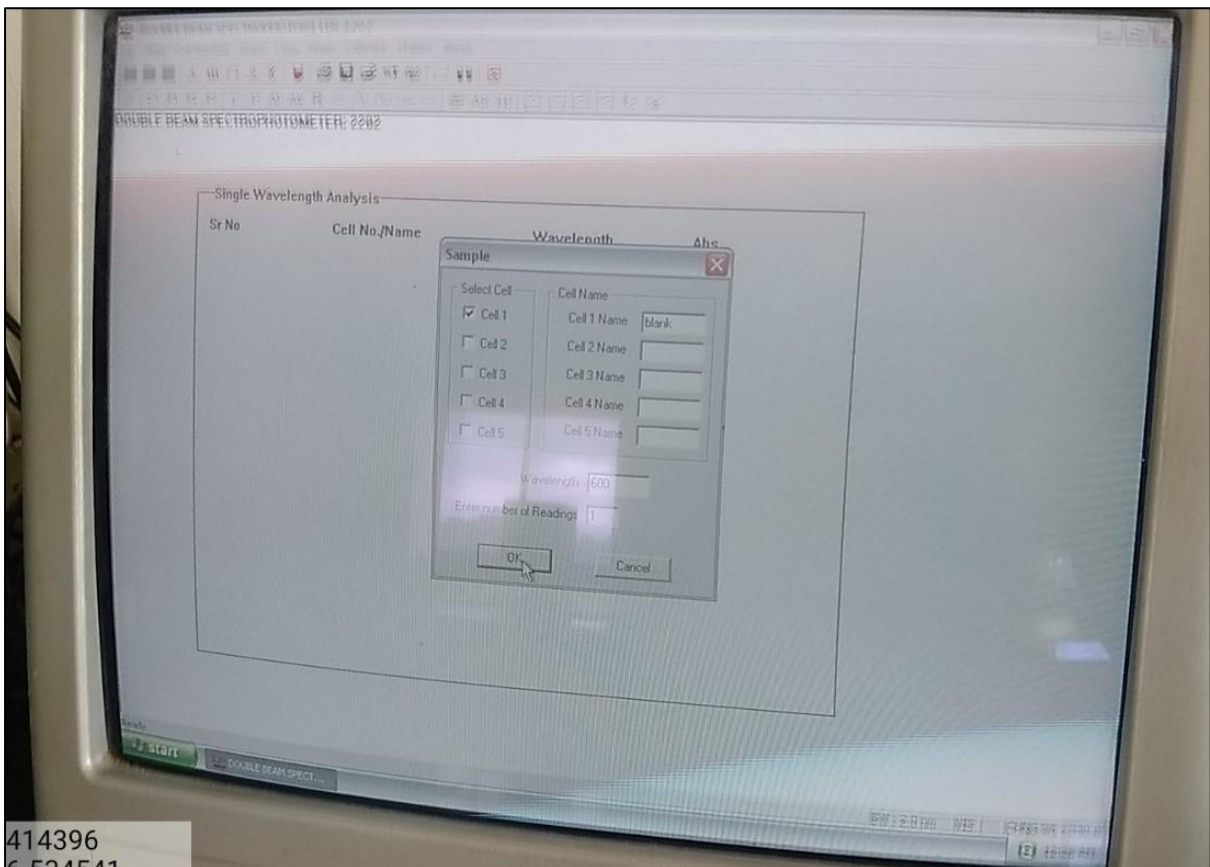 DOUBLE BEAM SPECTROPHOTOMETER: 2202
Single Wavelength Analysis
Sr No Cell No./Name Wavelength Abs
Sample
Select Cell Cell Name
Cell 1 Cell 1 Name blank
Cell 2 Cell 2 Name
Cell 3 Cell 3 Name
Cell 4 Cell 4 Name
Cell 5 Cell 5 Name
Wavelength: 600
Enter number of Readings 1
OK Cancel
Ready
start DOUBLE BEAM SPECT...
414396